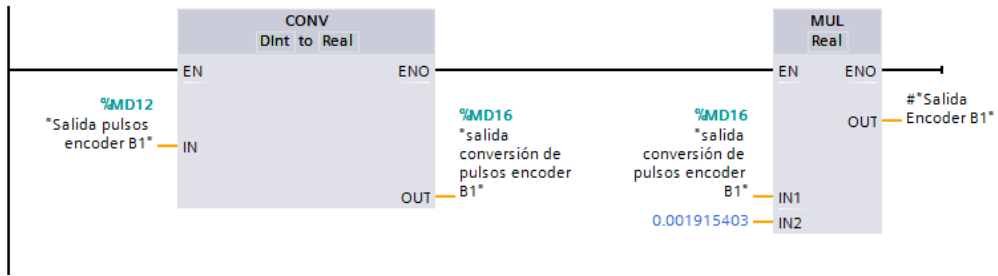 CONV
DInt to Real
EN
ENO
%MD12
"Salida pulsos
encoder B1"
IN
%MD16
"salida
conversión de
pulsos encoder
B1"
OUT
MUL
Real
EN
ENO
%MD16
"salida
conversión de
pulsos encoder
B1"
IN1
0.001915403
IN2
#"Salida
Encoder B1"
OUT